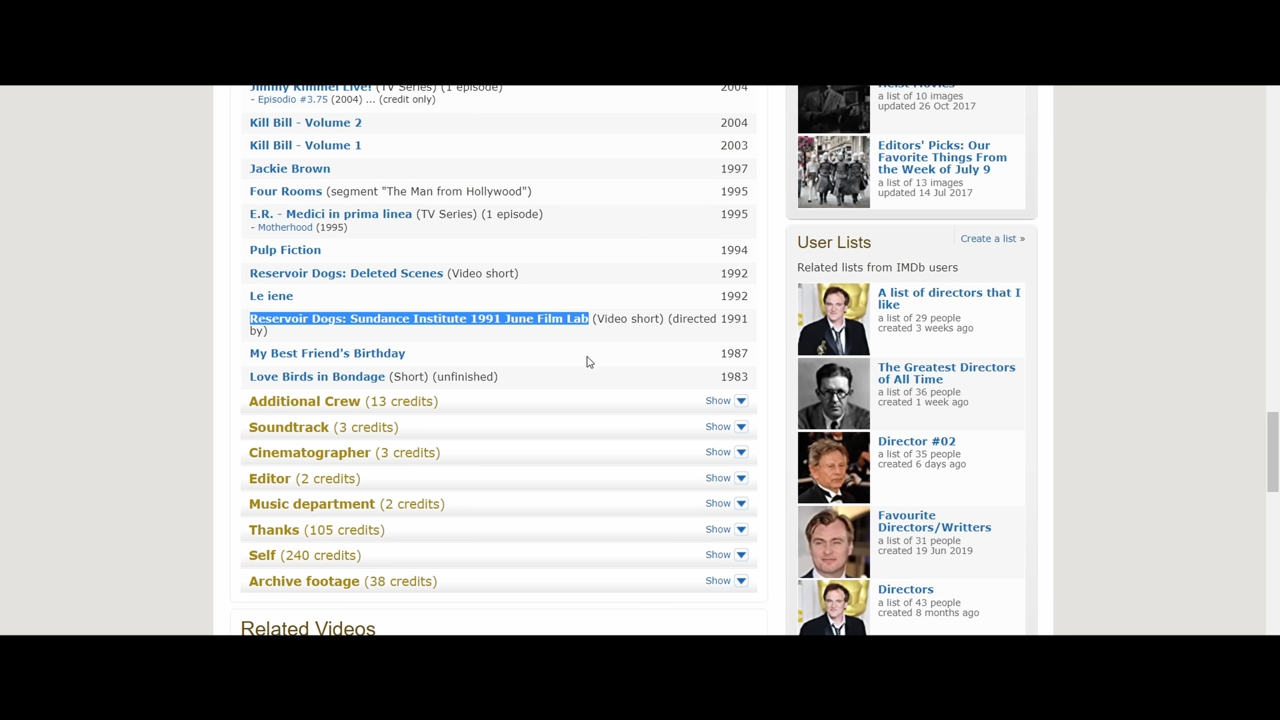 Jimmy Kimmel Live! (TV Series) (1 episode) 2004
- Episodio #3.75 (2004) ... (credit only)
Kill Bill - Volume 2 2004
Kill Bill - Volume 1 2003
Jackie Brown 1997
Four Rooms (segment "The Man from Hollywood") 1995
E.R. - Medici in prima linea (TV Series) (1 episode) 1995
- Motherhood (1995)
Pulp Fiction 1994
Reservoir Dogs: Deleted Scenes (Video short) 1992
Le iene 1992
Reservoir Dogs: Sundance Institute 1991 June Film Lab (Video short) (directed 1991
by)
My Best Friend's Birthday 1987
Love Birds in Bondage (Short) (unfinished) 1983
Additional Crew (13 credits) Show
Soundtrack (3 credits) Show
Cinematographer (3 credits) Show
Editor (2 credits) Show
Music department (2 credits) Show
Thanks (105 credits) Show
Self (240 credits) Show
Archive footage (38 credits) Show
Related Videos
Heist Movies
a list of 10 images
updated 26 Oct 2017
Editors' Picks: Our
Favorite Things From
the Week of July 9
a list of 13 images
updated 14 Jul 2017
User Lists Create a list »
Related lists from IMDb users
A list of directors that I
like
a list of 29 people
created 3 weeks ago
The Greatest Directors
of All Time
a list of 36 people
created 1 week ago
Director #02
a list of 35 people
created 6 days ago
Favourite
Directors/Writters
a list of 31 people
created 19 Jun 2019
Directors
a list of 43 people
created 8 months ago